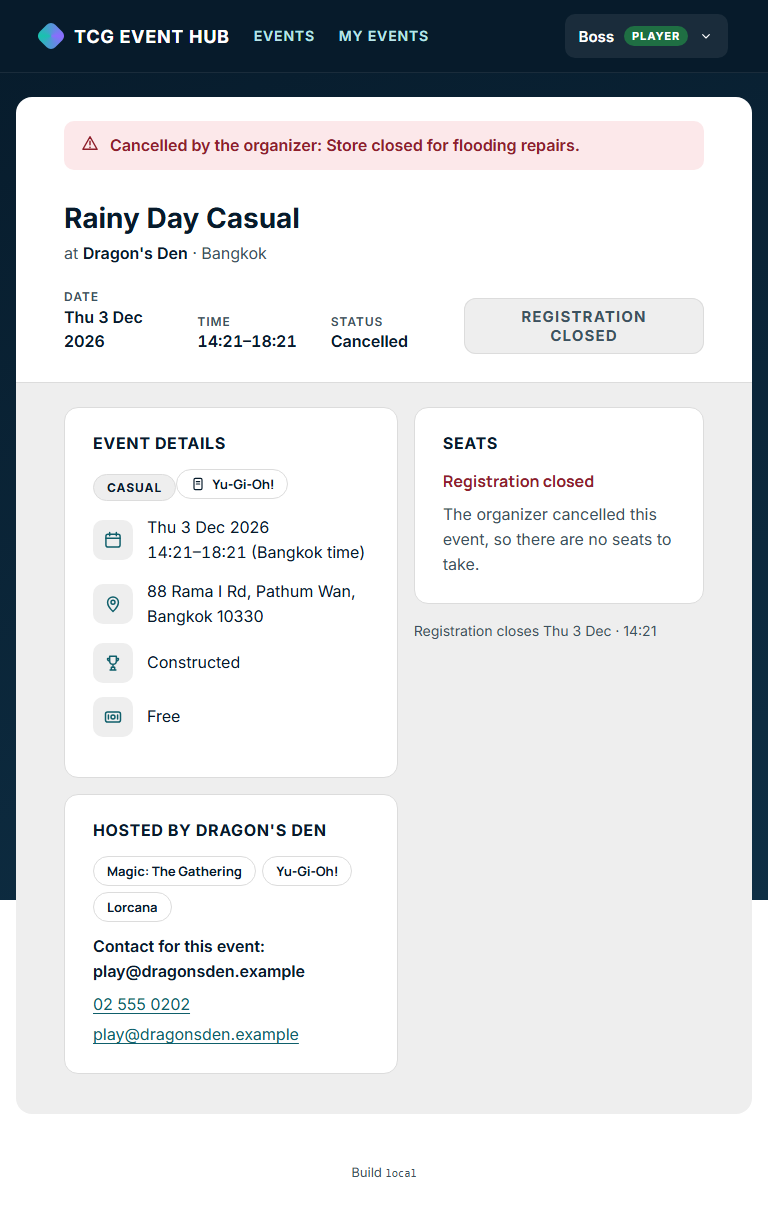 TCG EVENT HUB
EVENTS
MY EVENTS
Boss
PLAYER
Cancelled by the organizer: Store closed for flooding repairs.
Rainy Day Casual
at Dragon's Den · Bangkok
DATE
Thu 3 Dec
2026
TIME
14:21–18:21
STATUS
Cancelled
REGISTRATION
CLOSED
EVENT DETAILS
CASUAL
Yu-Gi-Oh!
Thu 3 Dec 2026
14:21–18:21 (Bangkok time)
88 Rama I Rd, Pathum Wan,
Bangkok 10330
Constructed
Free
SEATS
Registration closed
The organizer cancelled this
event, so there are no seats to
take.
Registration closes Thu 3 Dec · 14:21
HOSTED BY DRAGON'S DEN
Magic: The Gathering
Yu-Gi-Oh!
Lorcana
Contact for this event:
play@dragonsden.example
02 555 0202
play@dragonsden.example
Build local